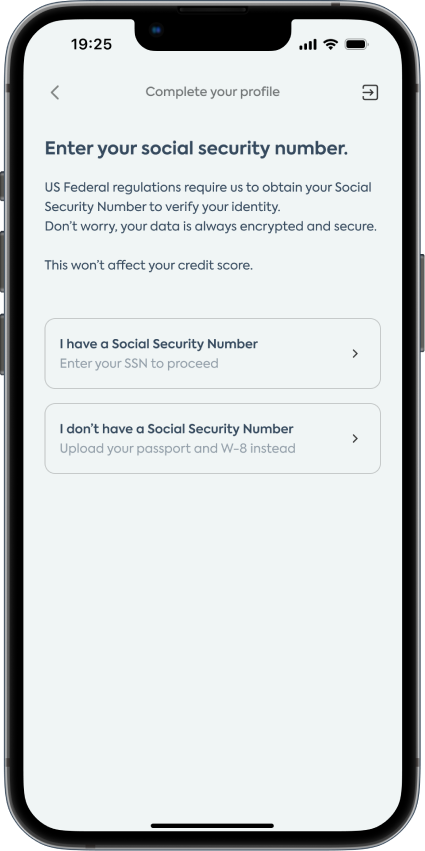 19:25
Complete your profile
Enter your social security number.
US Federal regulations require us to obtain your Social
Security Number to verify your identity.
Don't worry, your data is always encrypted and secure.
This won't affect your credit score.
I have a Social Security Number
Enter your SSN to proceed
I don't have a Social Security Number
Upload your passport and W-8 instead